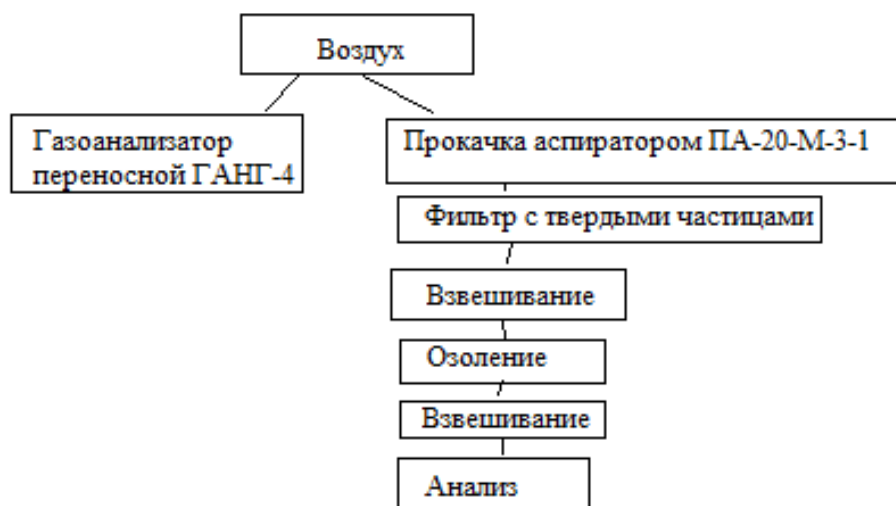 Воздух
Газоанализатор
переносной ГАНГ-4
Прокачка аспиратором ПА-20-М-3-1
Фильтр с твердыми частицами
Взвешивание
Озоление
Взвешивание
Анализ